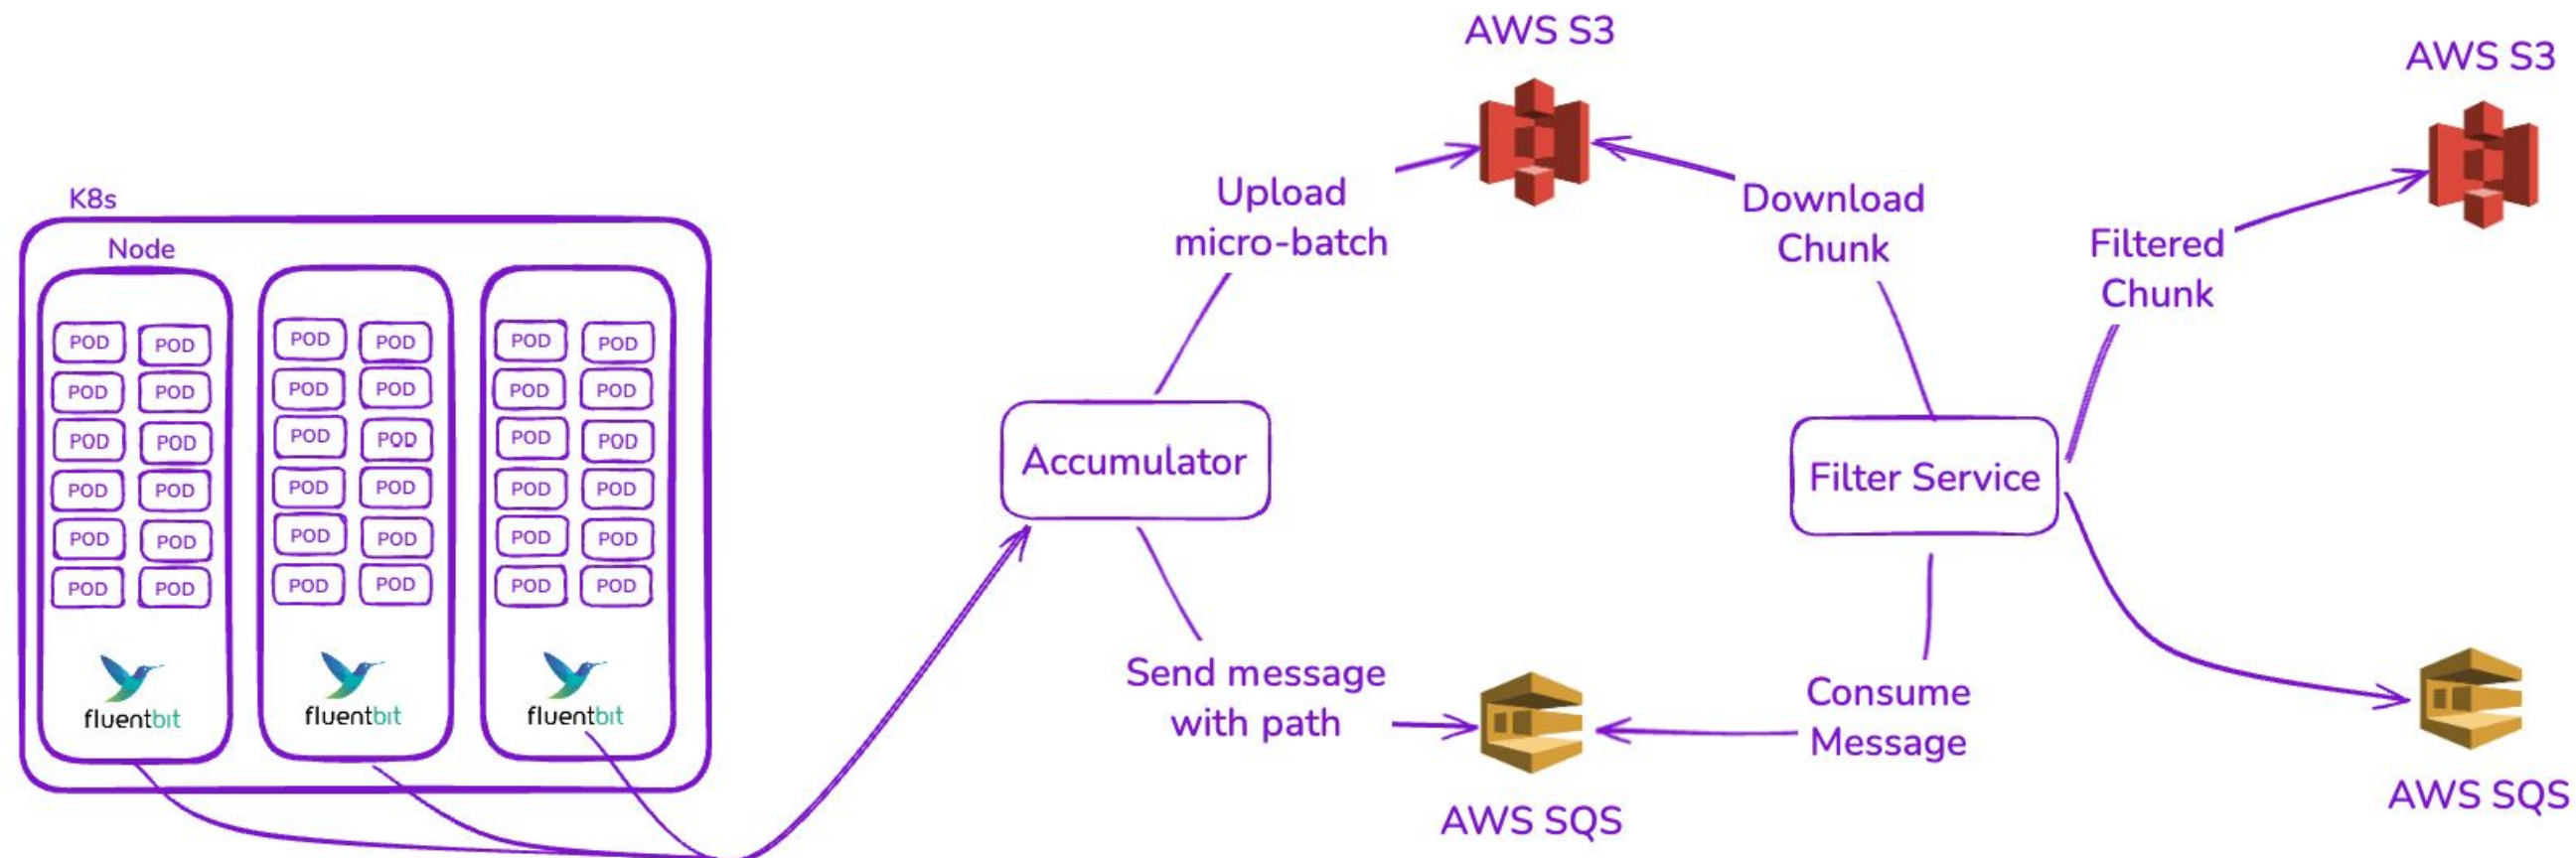 AWS S3
AWS S3
K8s
Node
Upload
micro-batch
Download
Chunk
Filtered
Chunk
POD POD POD POD POD POD
POD POD POD POD POD POD
POD POD POD POD POD POD
POD POD POD POD POD POD
POD POD POD POD POD POD
POD POD POD POD POD POD
fluentbit fluentbit fluentbit
Accumulator
Filter Service
Send message
with path
Consume
Message
AWS SQS
AWS SQS